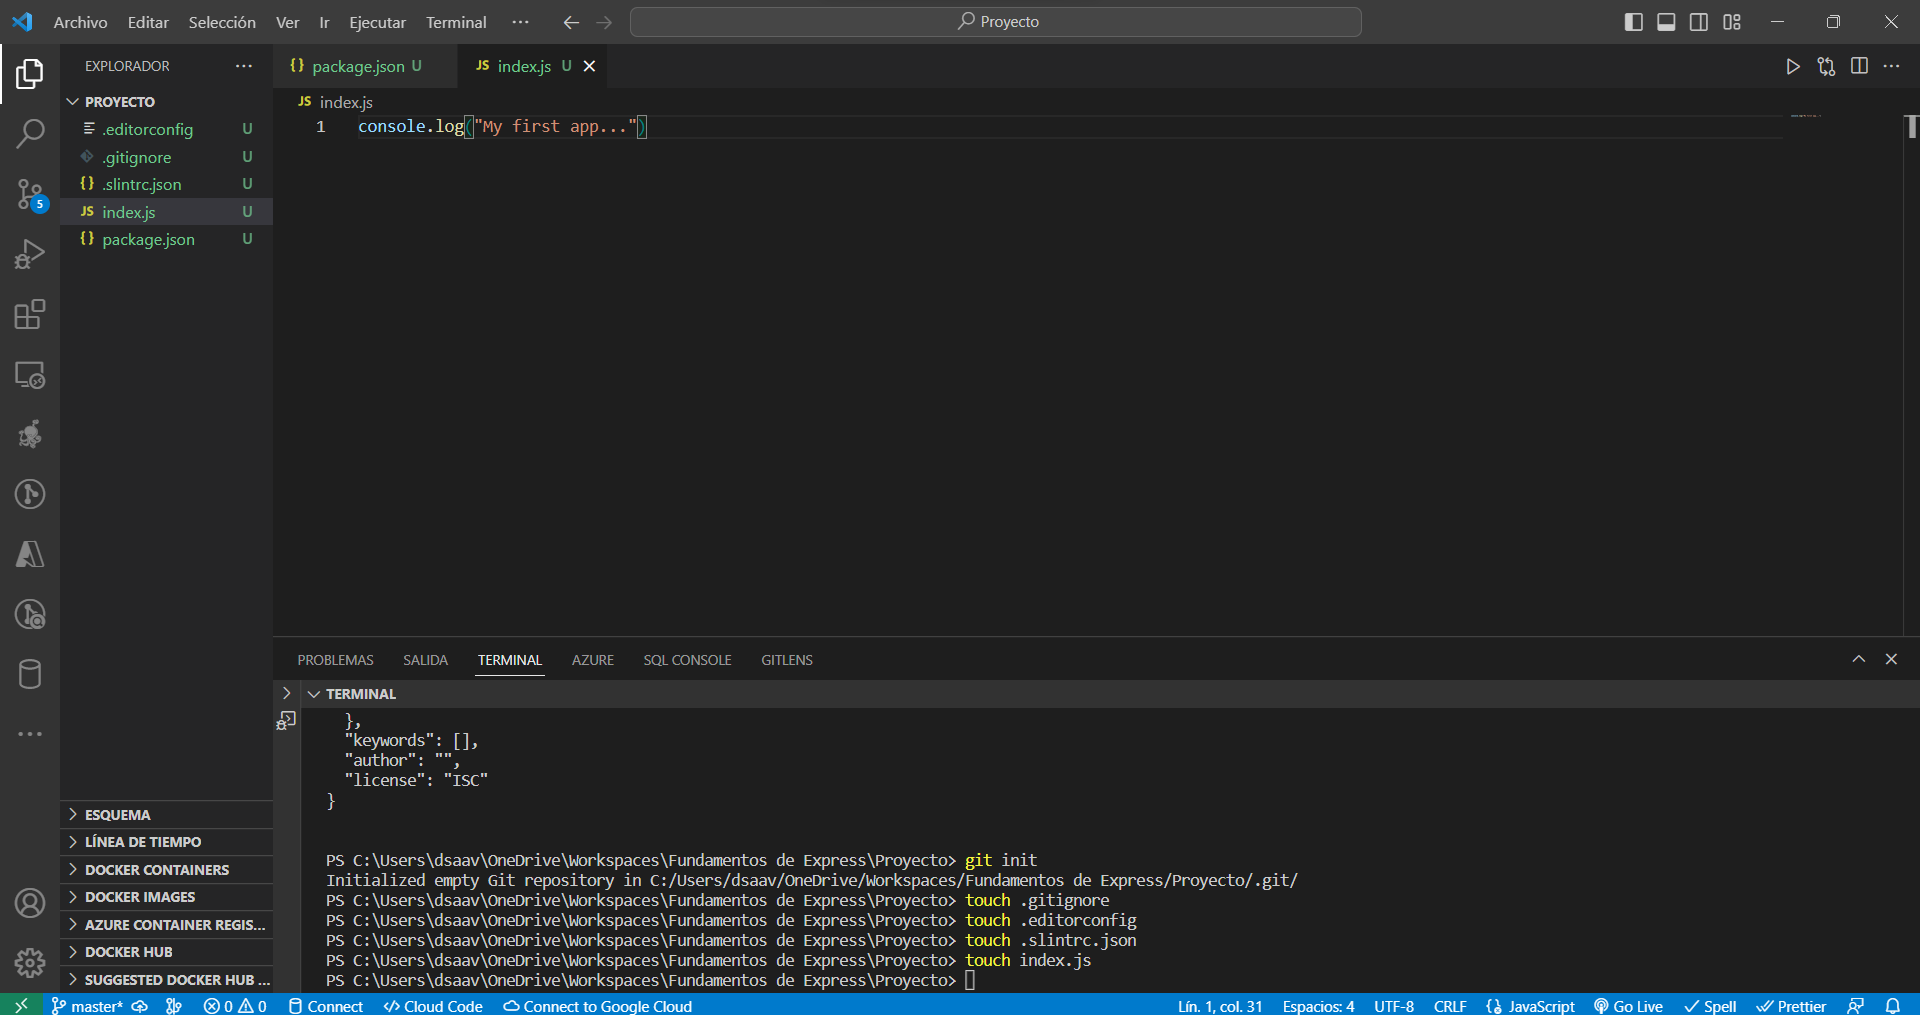 Archivo Editar Selección Ver Ir Ejecutar Terminal ··· Proyecto
EXPLORADOR ···
PROYECTO
.editorconfig U
.gitignore U
{} .slintrc.json U
JS index.js U
{} package.json U
5
ESQUEMA
LÍNEA DE TIEMPO
DOCKER CONTAINERS
DOCKER IMAGES
AZURE CONTAINER REGIS...
DOCKER HUB
SUGGESTED DOCKER HUB ...
{} package.json U JS index.js U
JS index.js
1 console.log("My first app...")
PROBLEMAS SALIDA TERMINAL AZURE SQL CONSOLE GITLENS
TERMINAL
},
"keywords": [],
"author": "",
"license": "ISC"
}
PS C:\Users\dsaav\OneDrive\Workspaces\Fundamentos de Express\Proyecto> git init
Initialized empty Git repository in C:/Users/dsaav/OneDrive/Workspaces/Fundamentos de Express/Proyecto/.git/
PS C:\Users\dsaav\OneDrive\Workspaces\Fundamentos de Express\Proyecto> touch .gitignore
PS C:\Users\dsaav\OneDrive\Workspaces\Fundamentos de Express\Proyecto> touch .editorconfig
PS C:\Users\dsaav\OneDrive\Workspaces\Fundamentos de Express\Proyecto> touch .slintrc.json
PS C:\Users\dsaav\OneDrive\Workspaces\Fundamentos de Express\Proyecto> touch index.js
PS C:\Users\dsaav\OneDrive\Workspaces\Fundamentos de Express\Proyecto>
master* 0 0 Connect Cloud Code Connect to Google Cloud Lín. 1, col. 31 Espacios: 4 UTF-8 CRLF JavaScript Go Live Spell Prettier